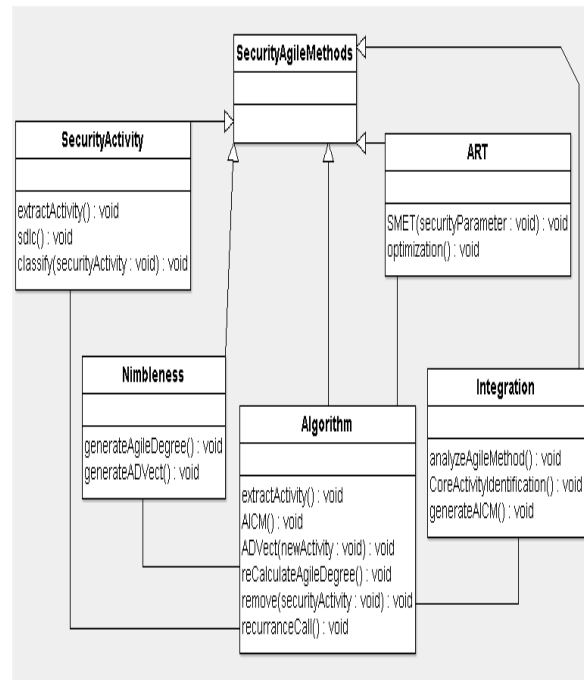 SecurityAgileMethods
SecurityActivity
extractActivity() : void
sdlc() : void
classify(securityActivity : void) : void
ART
SMET(securityParameter : void) : void
optimization() : void
Nimbleness
generateAgileDegree() : void
generateADVect() : void
Algorithm
extractActivity() : void
AICM() : void
ADVect(newActivity : void) : void
reCalculateAgileDegree() : void
remove(securityActivity : void) : void
recurranceCall() : void
Integration
analyzeAgileMethod() : void
CoreActivityIdentification() : void
generateAICM() : void